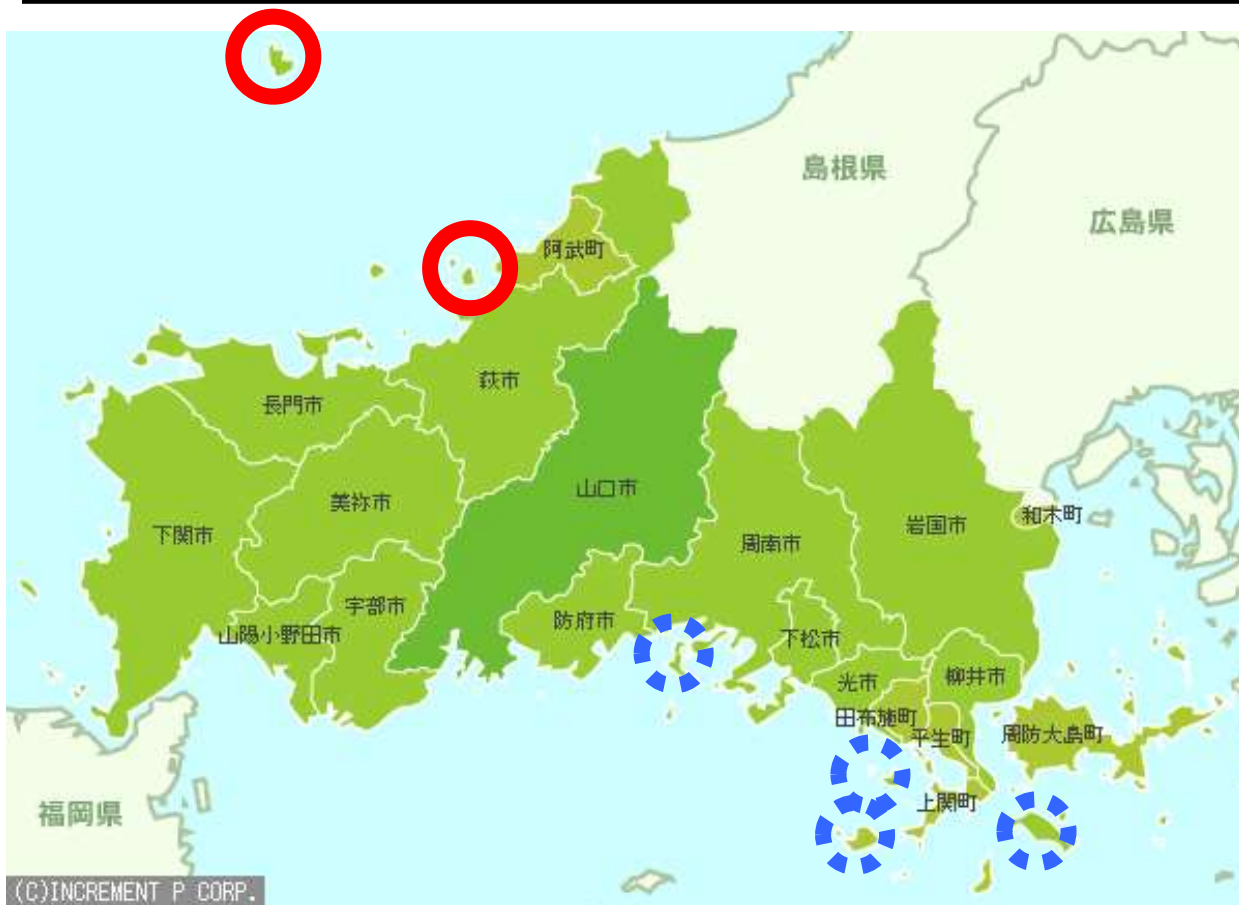 島根県
広島県
阿武町
萩市
長門市
山口市
美祢市
和木町
岩国市
下関市
周南市
宇部市
防府市
山陽小野田市
下松市
柳井市
光市
田布施町
周防大島町
平生町
上関町
福岡県
(C)INCREMENT P CORP.